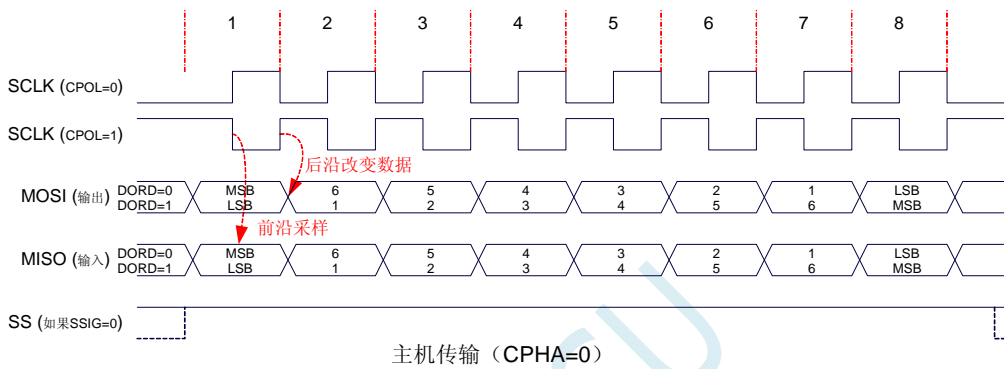 1 2 3 4 5 6 7 8
SCLK (CPOL=0)
SCLK (CPOL=1)
后沿改变数据
MOSI (输出) DORD=0 MSB 6 5 4 3 2 1 LSB
DORD=1 LSB 1 2 3 4 5 6 MSB
前沿采样
MISO (输入) DORD=0 MSB 6 5 4 3 2 1 LSB
DORD=1 LSB 1 2 3 4 5 6 MSB
SS (如果SSIG=0)
主机传输（CPHA=0）